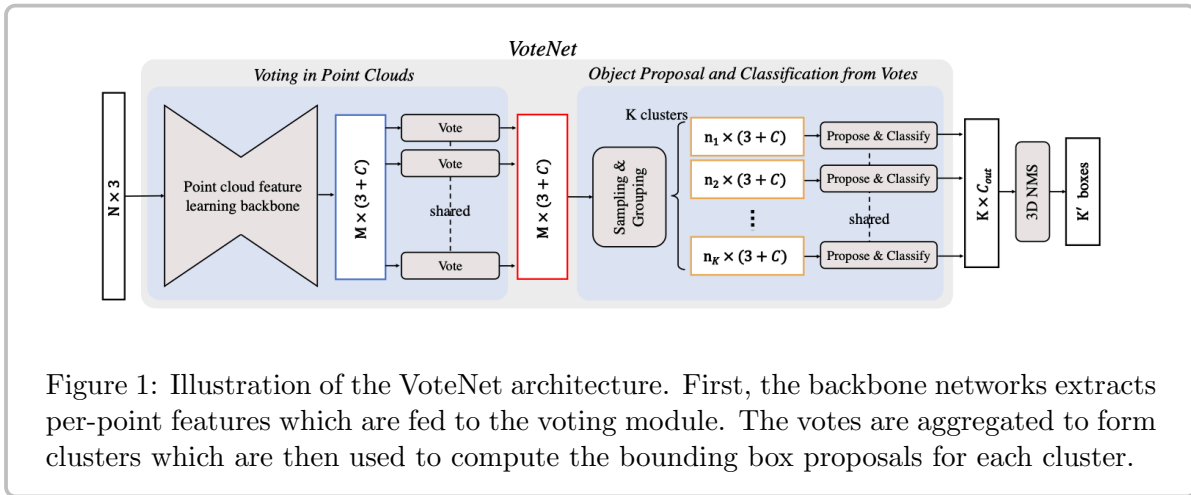 VoteNet
Voting in Point Clouds
Object Proposal and Classification from Votes
N × 3
Point cloud feature
learning backbone
M × (3 + C)
Vote
Vote
shared
Vote
M × (3 + C)
Sampling &
Grouping
K clusters
n₁ × (3 + C)
n₂ × (3 + C)
⋮
n_K × (3 + C)
Propose & Classify
Propose & Classify
shared
Propose & Classify
K × C_out
3D NMS
K′ boxes
Figure 1: Illustration of the VoteNet architecture. First, the backbone networks extracts
per-point features which are fed to the voting module. The votes are aggregated to form
clusters which are then used to compute the bounding box proposals for each cluster.